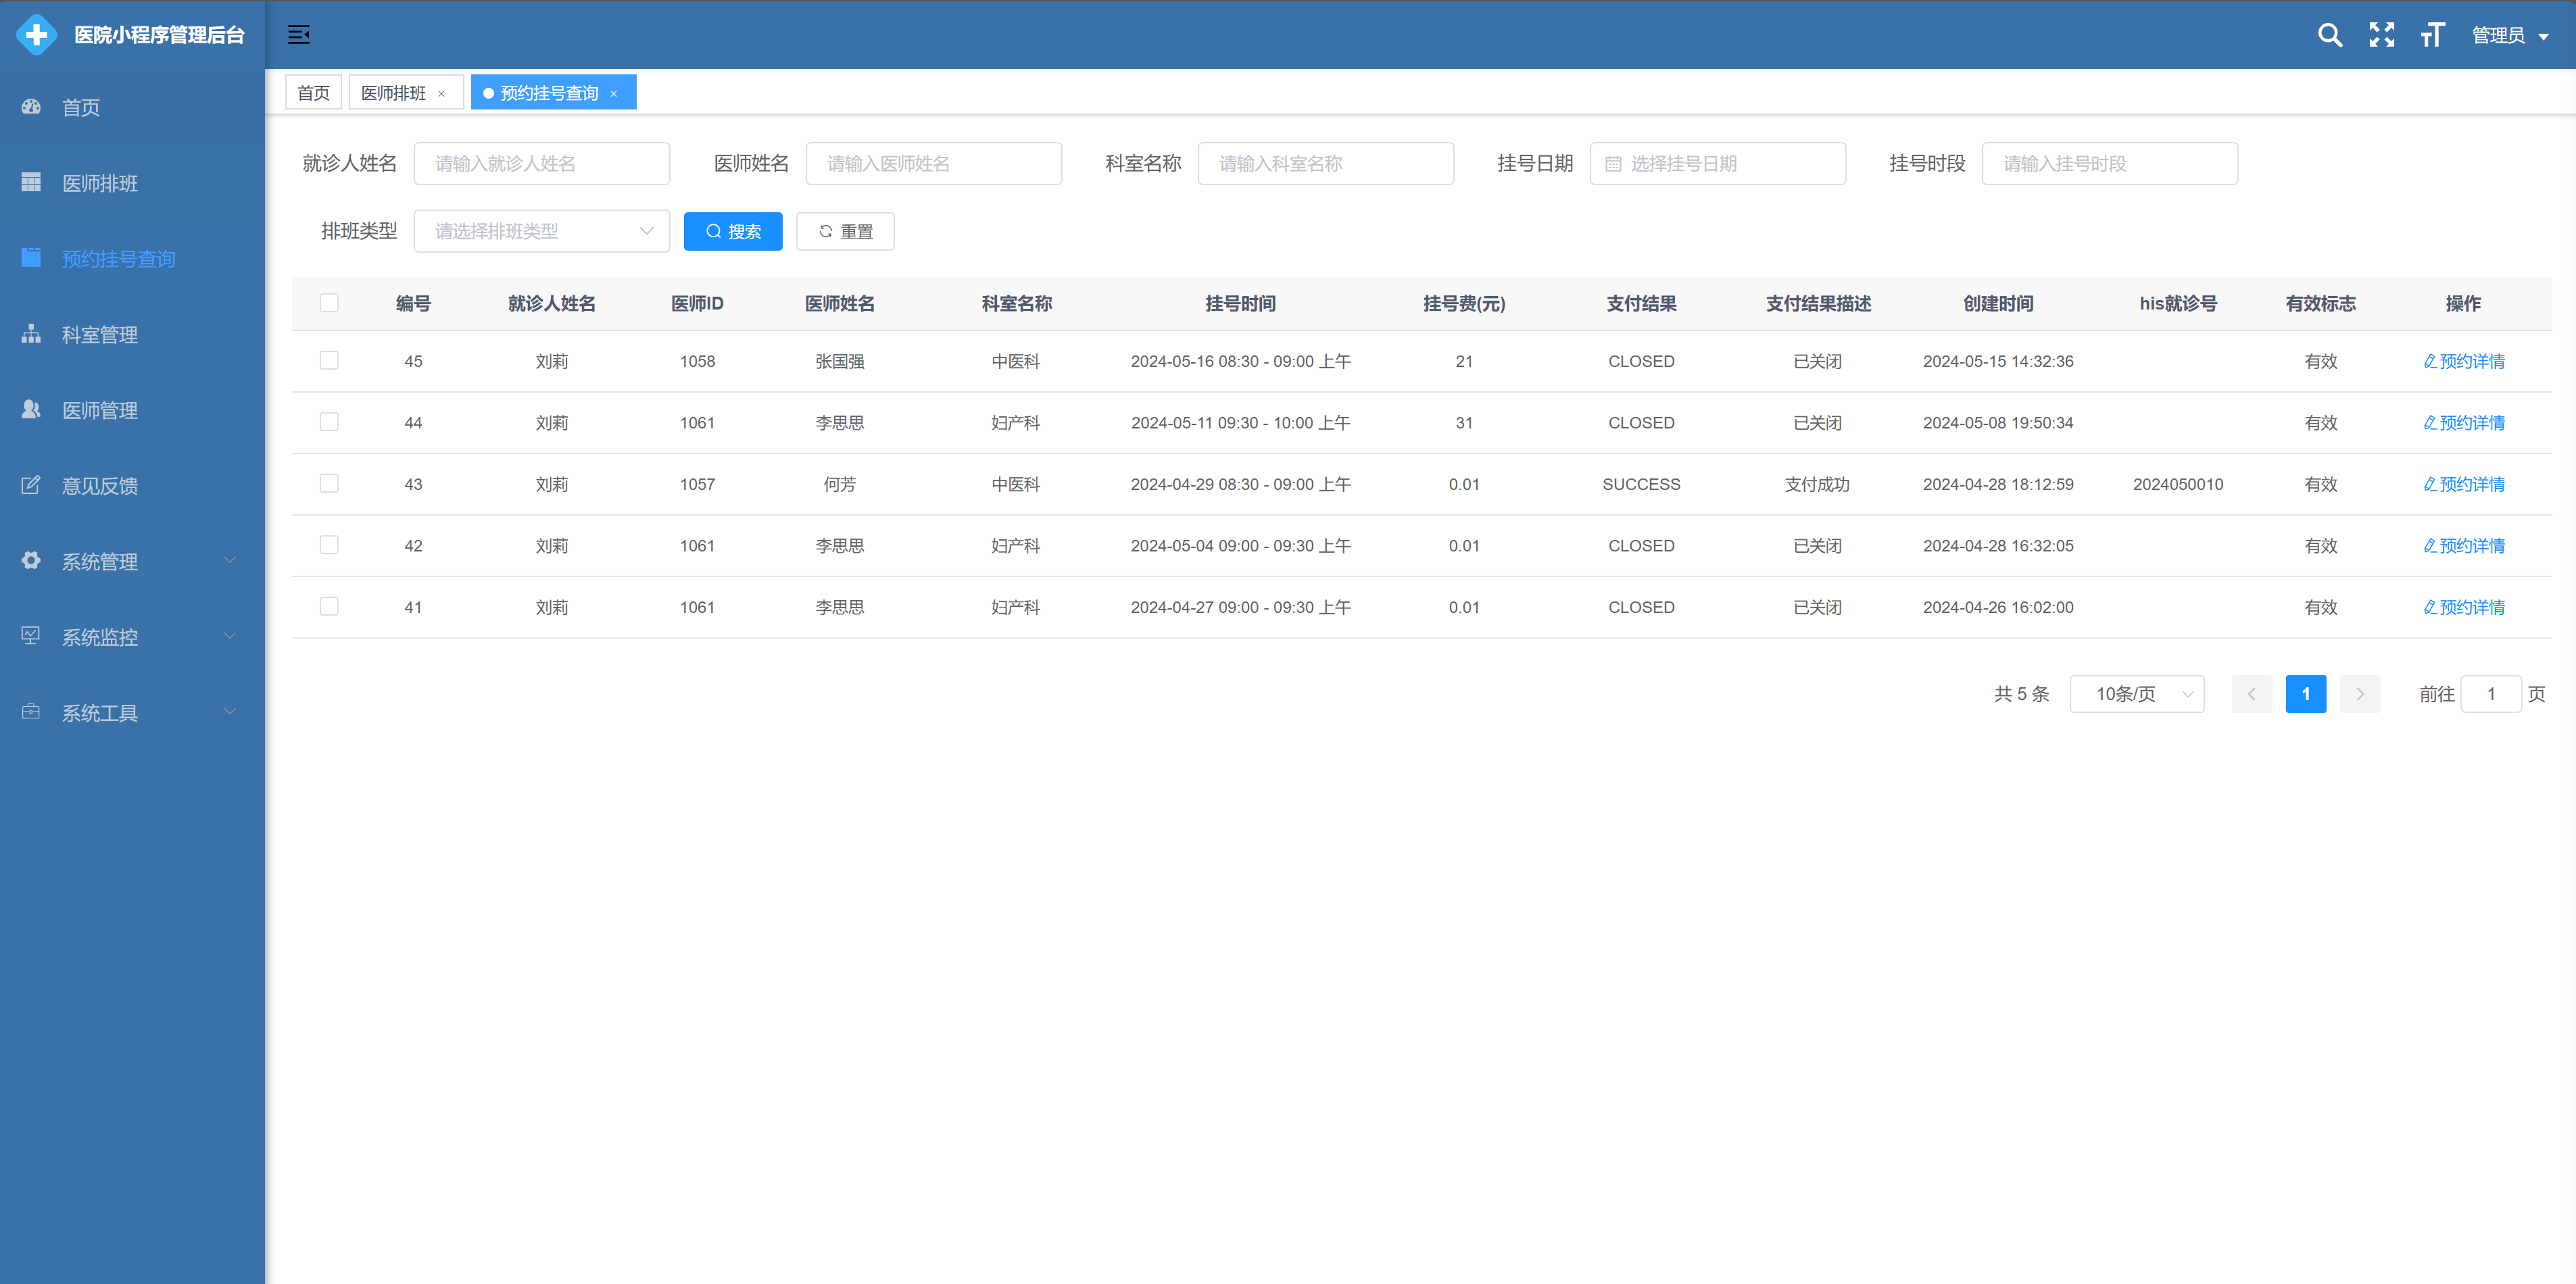 医院小程序管理后台
管理员
首页
医师排班
预约挂号查询
科室管理
医师管理
意见反馈
系统管理
系统监控
系统工具
首页 医师排班 × 预约挂号查询 ×
就诊人姓名 请输入就诊人姓名 医师姓名 请输入医师姓名 科室名称 请输入科室名称 挂号日期 选择挂号日期 挂号时段 请输入挂号时段
排班类型 请选择排班类型 搜索 重置
编号 就诊人姓名 医师ID 医师姓名 科室名称 挂号时间 挂号费(元) 支付结果 支付结果描述 创建时间 his就诊号 有效标志 操作
45 刘莉 1058 张国强 中医科 2024-05-16 08:30 - 09:00 上午 21 CLOSED 已关闭 2024-05-15 14:32:36 有效 预约详情
44 刘莉 1061 李思思 妇产科 2024-05-11 09:30 - 10:00 上午 31 CLOSED 已关闭 2024-05-08 19:50:34 有效 预约详情
43 刘莉 1057 何芳 中医科 2024-04-29 08:30 - 09:00 上午 0.01 SUCCESS 支付成功 2024-04-28 18:12:59 2024050010 有效 预约详情
42 刘莉 1061 李思思 妇产科 2024-05-04 09:00 - 09:30 上午 0.01 CLOSED 已关闭 2024-04-28 16:32:05 有效 预约详情
41 刘莉 1061 李思思 妇产科 2024-04-27 09:00 - 09:30 上午 0.01 CLOSED 已关闭 2024-04-26 16:02:00 有效 预约详情
共 5 条 10条/页 1 前往 1 页